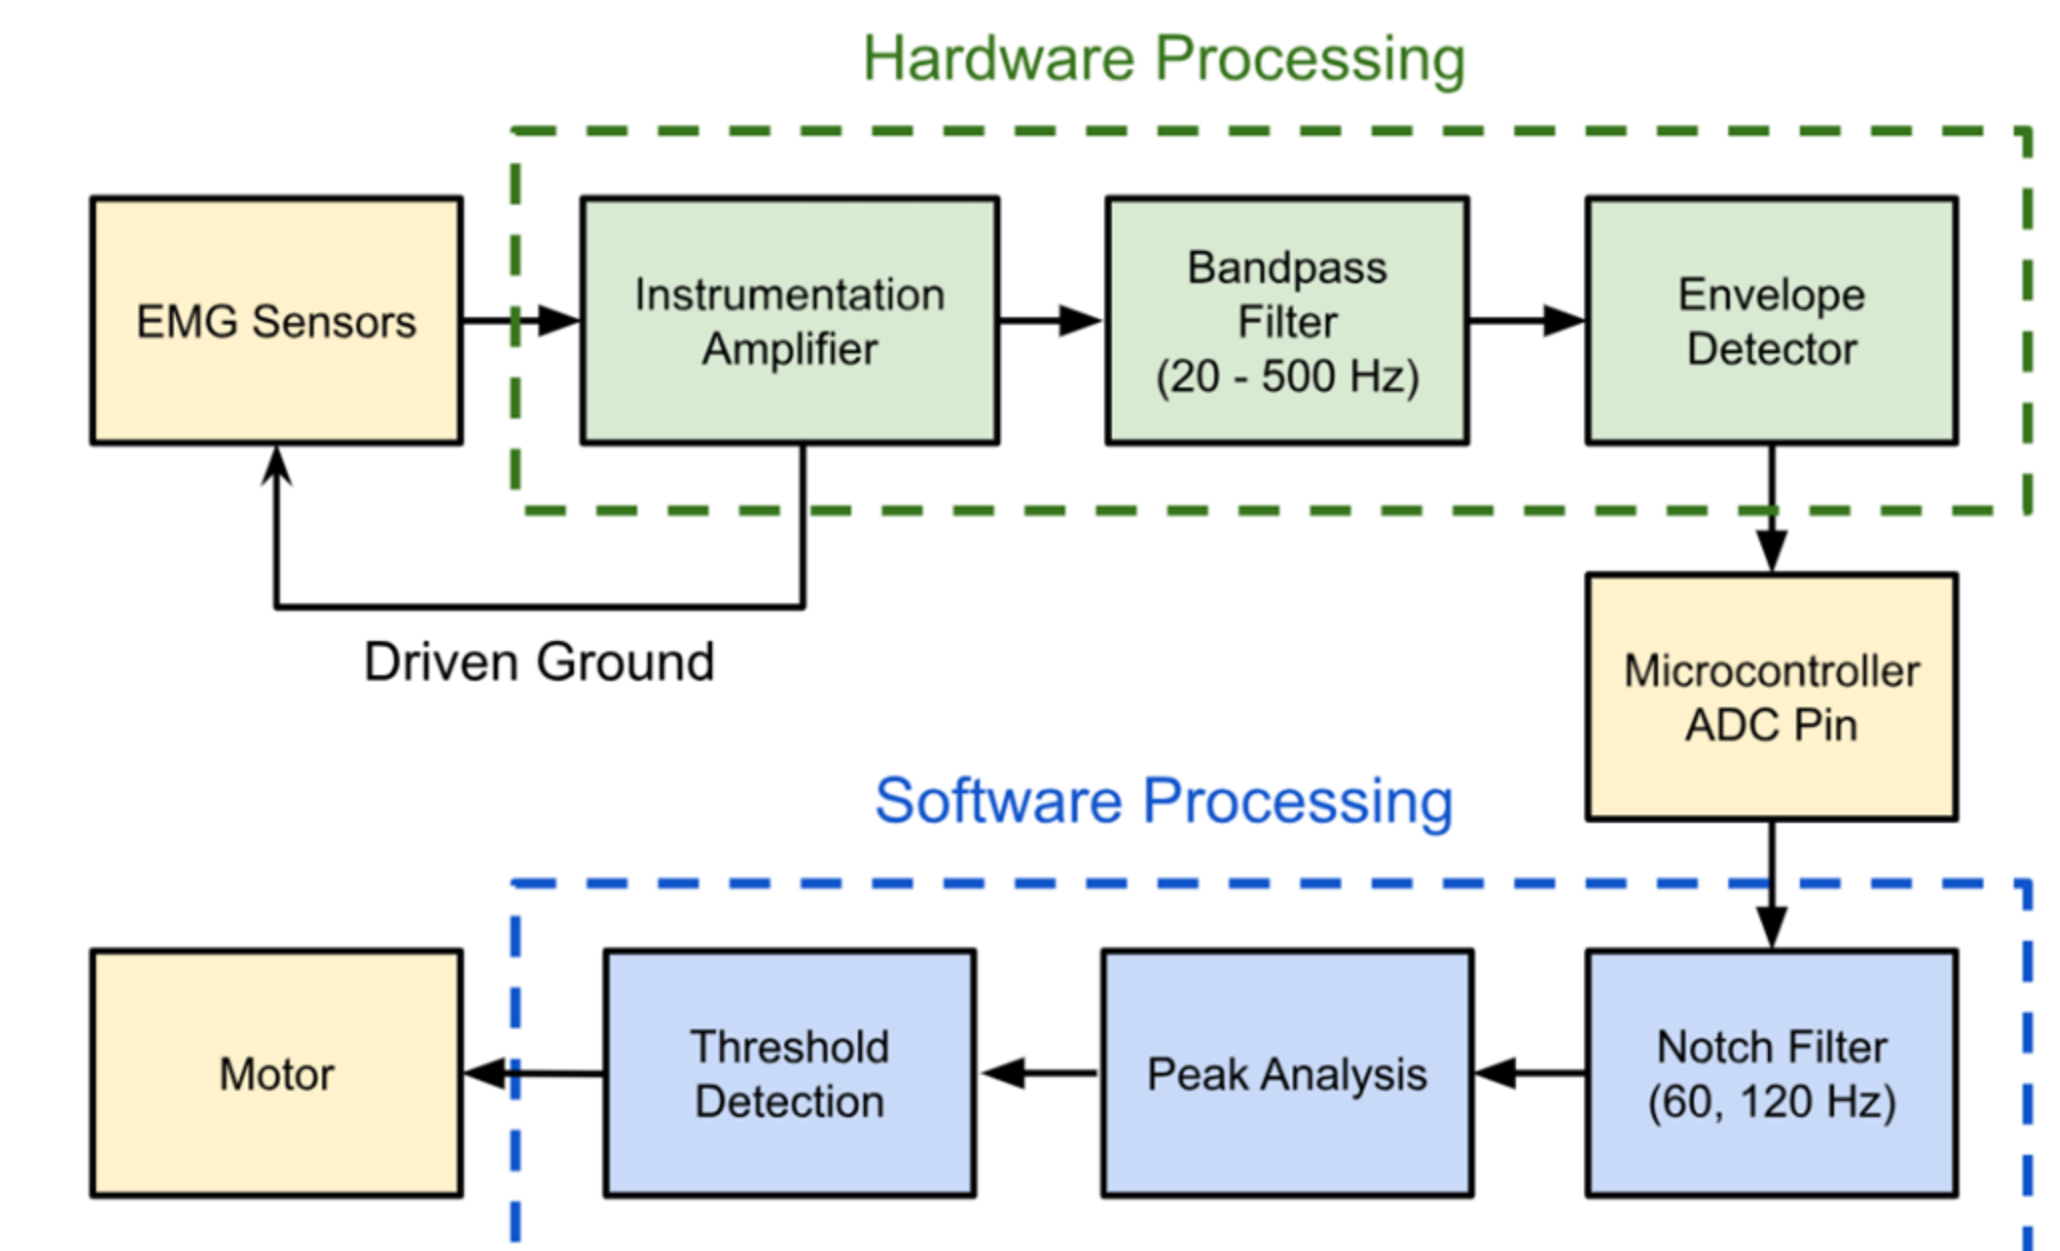 Hardware Processing
EMG Sensors
Instrumentation
Amplifier
Bandpass
Filter
(20 - 500 Hz)
Envelope
Detector
Driven Ground
Microcontroller
ADC Pin
Software Processing
Motor
Threshold
Detection
Peak Analysis
Notch Filter
(60, 120 Hz)